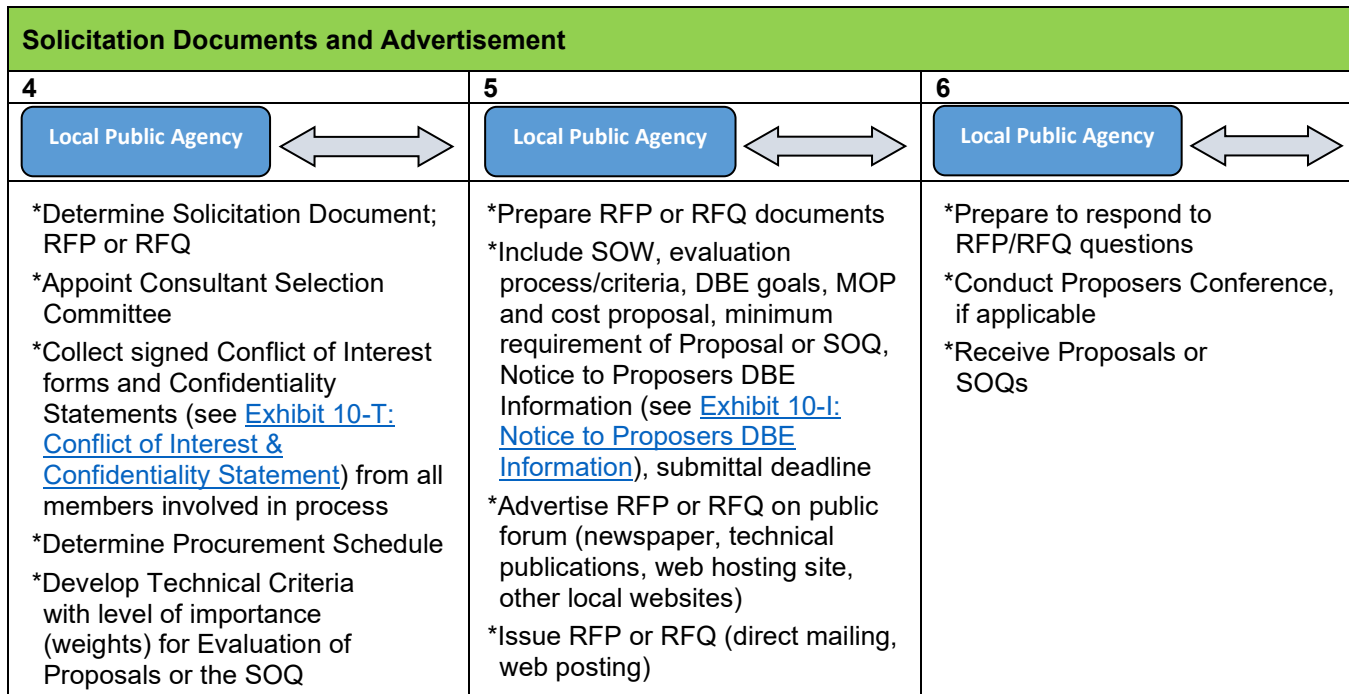 Solicitation Documents and Advertisement
4
5
6
Local Public Agency
Local Public Agency
Local Public Agency
*Determine Solicitation Document;
RFP or RFQ
*Appoint Consultant Selection
Committee
*Collect signed Conflict of Interest
forms and Confidentiality
Statements (see Exhibit 10-T:
Conflict of Interest &
Confidentiality Statement) from all
members involved in process
*Determine Procurement Schedule
*Develop Technical Criteria
with level of importance
(weights) for Evaluation of
Proposals or the SOQ
*Prepare RFP or RFQ documents
*Include SOW, evaluation
process/criteria, DBE goals, MOP
and cost proposal, minimum
requirement of Proposal or SOQ,
Notice to Proposers DBE
Information (see Exhibit 10-I:
Notice to Proposers DBE
Information), submittal deadline
*Advertise RFP or RFQ on public
forum (newspaper, technical
publications, web hosting site,
other local websites)
*Issue RFP or RFQ (direct mailing,
web posting)
*Prepare to respond to
RFP/RFQ questions
*Conduct Proposers Conference,
if applicable
*Receive Proposals or
SOQs